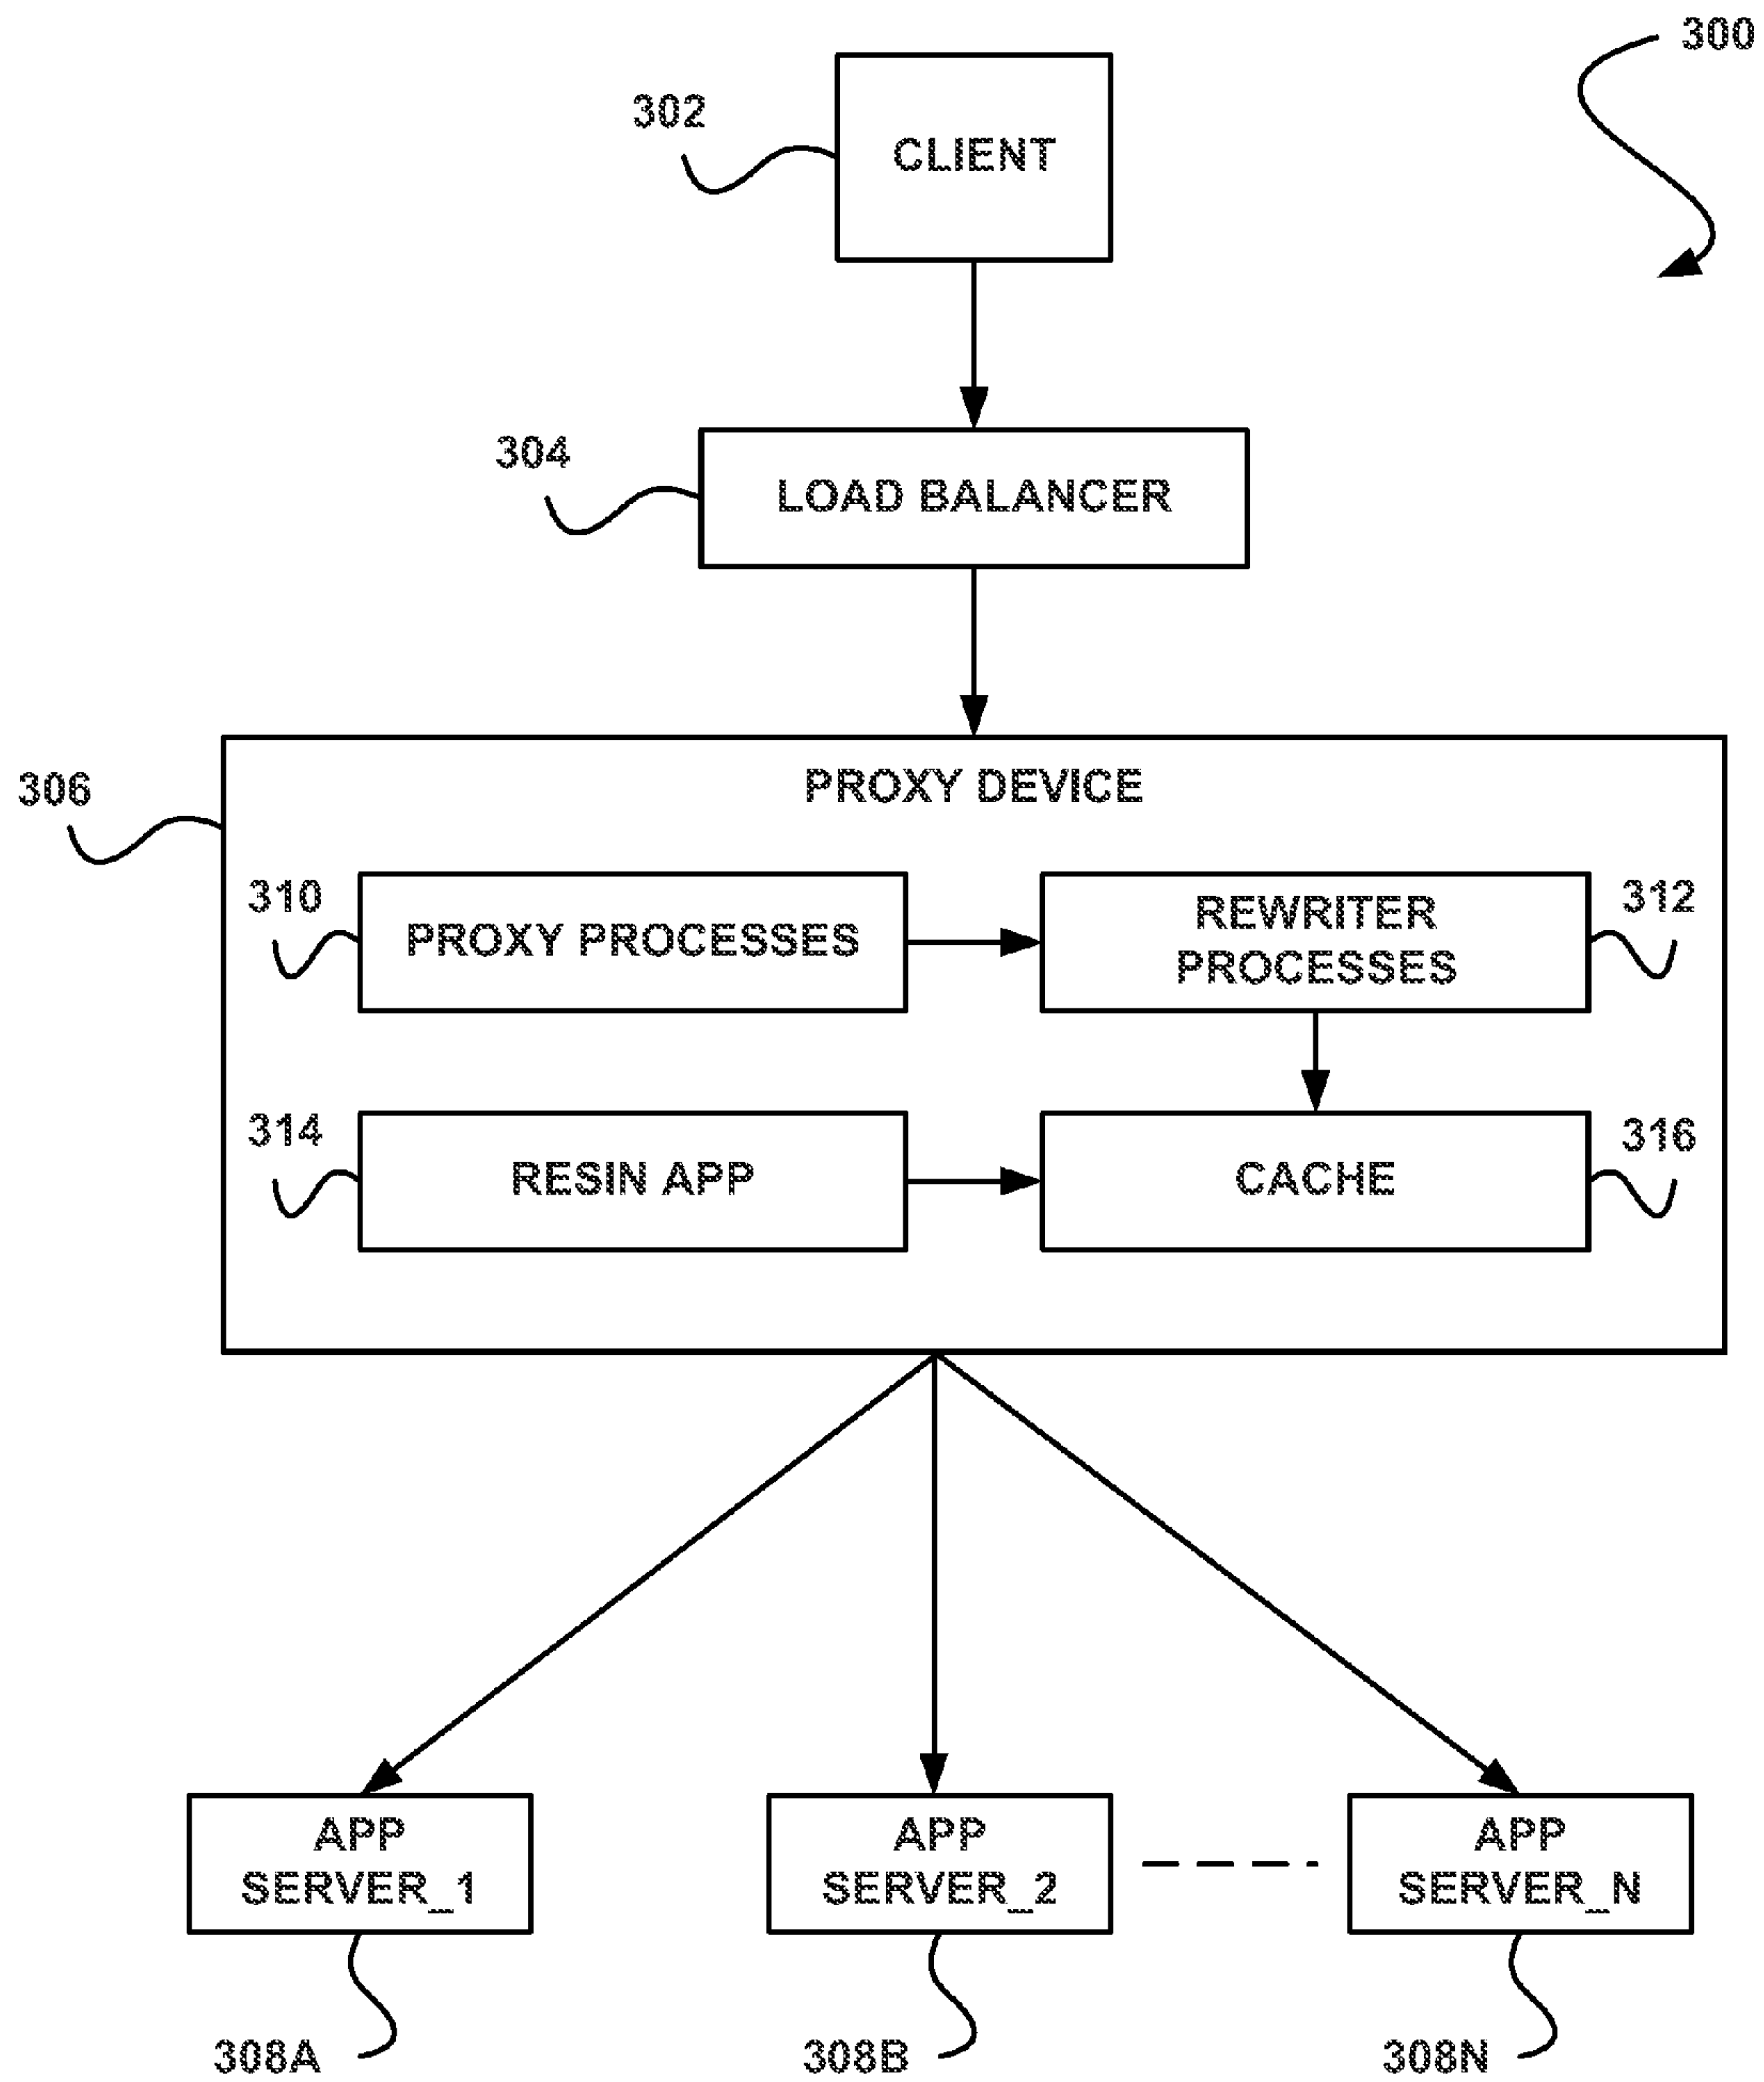 300
302
CLIENT
304
LOAD BALANCER
306
PROXY DEVICE
310
PROXY PROCESSES
REWRITER
PROCESSES
312
314
RESIN APP
CACHE
316
APP
SERVER_1
APP
SERVER_2
APP
SERVER_N
308A
308B
308N